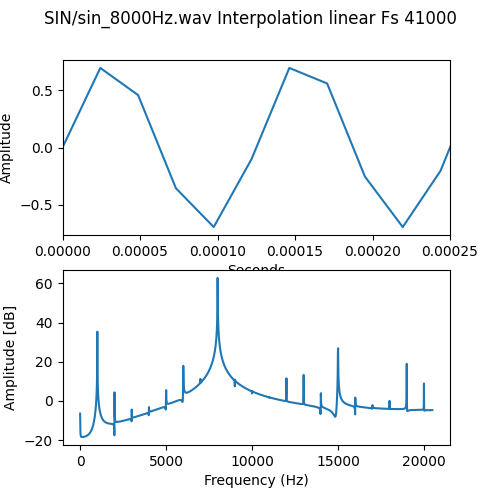 SIN/sin_8000Hz.wav Interpolation linear Fs 41000
Amplitude
0.5
0.0
−0.5
0.00000 0.00005 0.00010 0.00015 0.00020 0.00025
Seconds
Amplitude [dB]
60
40
20
0
−20
0 5000 10000 15000 20000
Frequency (Hz)